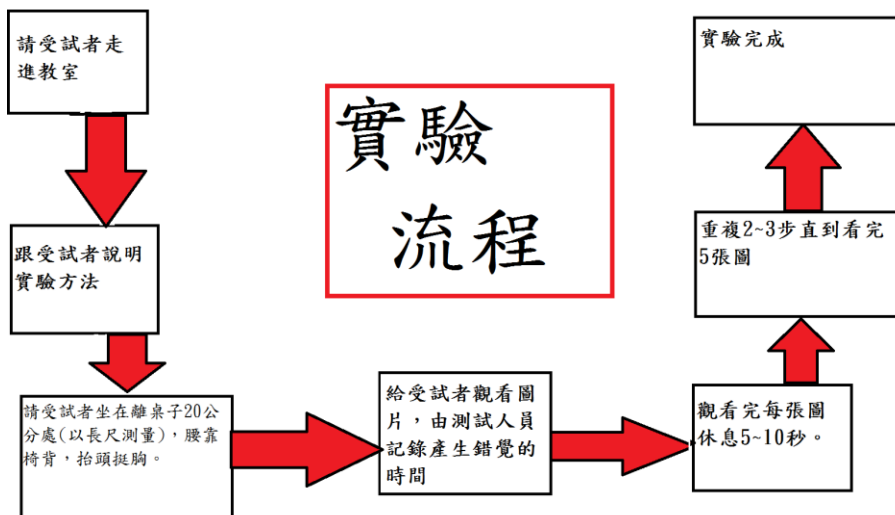 實驗
流程
請受試者走
進教室
跟受試者說明
實驗方法
請受試者坐在離桌子20公
分處(以長尺測量)，腰靠
椅背，抬頭挺胸。
給受試者觀看圖
片，由測試人員
記錄產生錯覺的
時間
觀看完每張圖
休息5~10秒。
重複2~3步直到看完
5張圖
實驗完成